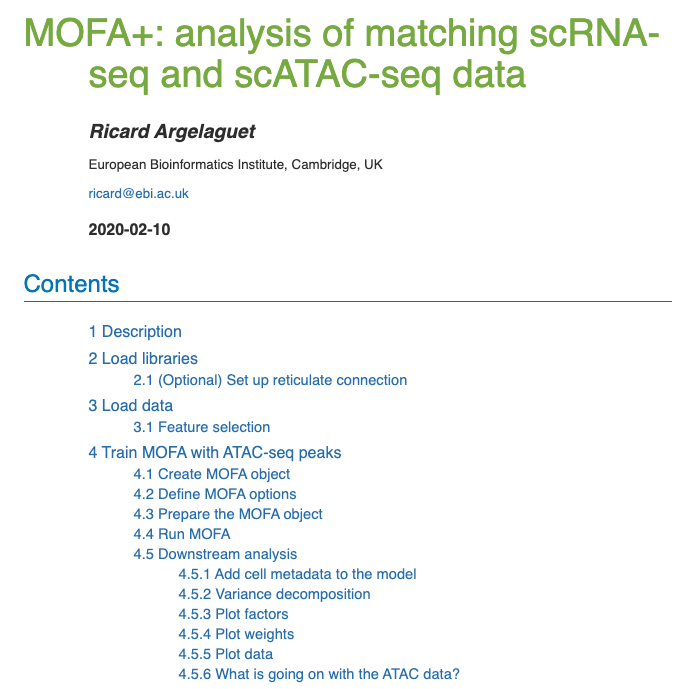 MOFA+: analysis of matching scRNA-
seq and scATAC-seq data
Ricard Argelaguet
European Bioinformatics Institute, Cambridge, UK
ricard@ebi.ac.uk
2020-02-10
Contents
1 Description
2 Load libraries
2.1 (Optional) Set up reticulate connection
3 Load data
3.1 Feature selection
4 Train MOFA with ATAC-seq peaks
4.1 Create MOFA object
4.2 Define MOFA options
4.3 Prepare the MOFA object
4.4 Run MOFA
4.5 Downstream analysis
4.5.1 Add cell metadata to the model
4.5.2 Variance decomposition
4.5.3 Plot factors
4.5.4 Plot weights
4.5.5 Plot data
4.5.6 What is going on with the ATAC data?